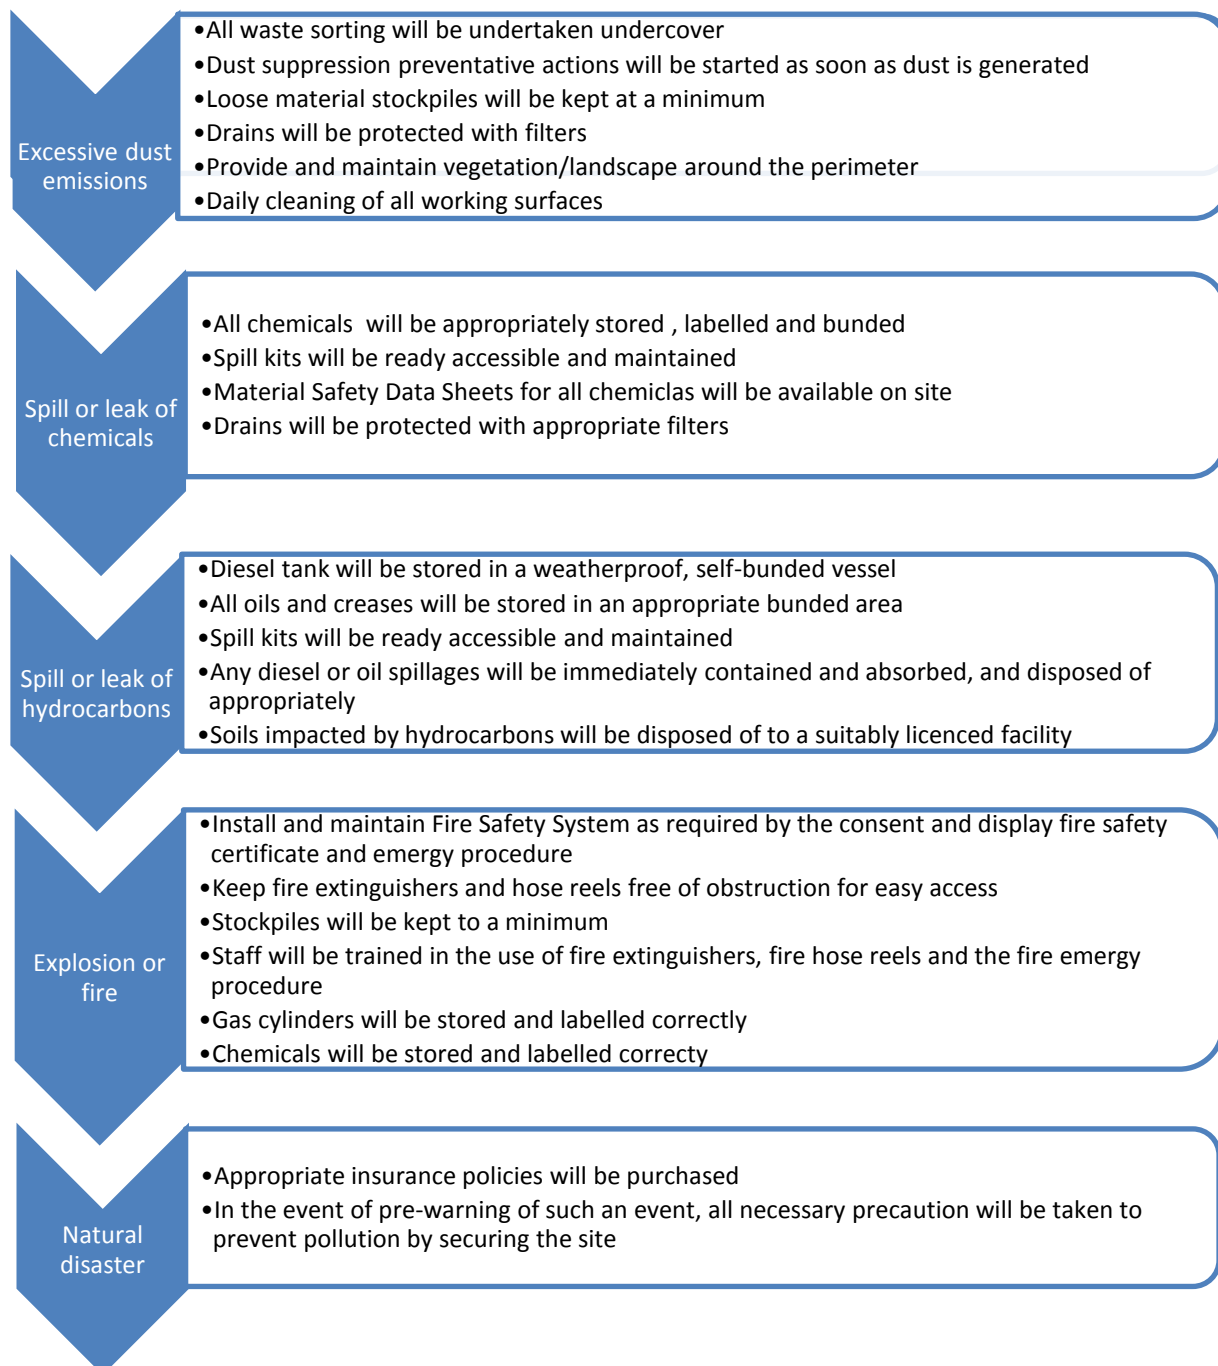 Excessive dust
emissions
•All waste sorting will be undertaken undercover
•Dust suppression preventative actions will be started as soon as dust is generated
•Loose material stockpiles will be kept at a minimum
•Drains will be protected with filters
•Provide and maintain vegetation/landscape around the perimeter
•Daily cleaning of all working surfaces
Spill or leak of
chemicals
•All chemicals  will be appropriately stored , labelled and bunded
•Spill kits will be ready accessible and maintained
•Material Safety Data Sheets for all chemiclas will be available on site
•Drains will be protected with appropriate filters
Spill or leak of
hydrocarbons
•Diesel tank will be stored in a weatherproof, self-bunded vessel
•All oils and creases will be stored in an appropriate bunded area
•Spill kits will be ready accessible and maintained
•Any diesel or oil spillages will be immediately contained and absorbed, and disposed of
appropriately
•Soils impacted by hydrocarbons will be disposed of to a suitably licenced facility
Explosion or
fire
•Install and maintain Fire Safety System as required by the consent and display fire safety
certificate and emergy procedure
•Keep fire extinguishers and hose reels free of obstruction for easy access
•Stockpiles will be kept to a minimum
•Staff will be trained in the use of fire extinguishers, fire hose reels and the fire emergy
procedure
•Gas cylinders will be stored and labelled correctly
•Chemicals will be stored and labelled correcty
Natural
disaster
•Appropriate insurance policies will be purchased
•In the event of pre-warning of such an event, all necessary precaution will be taken to
prevent pollution by securing the site